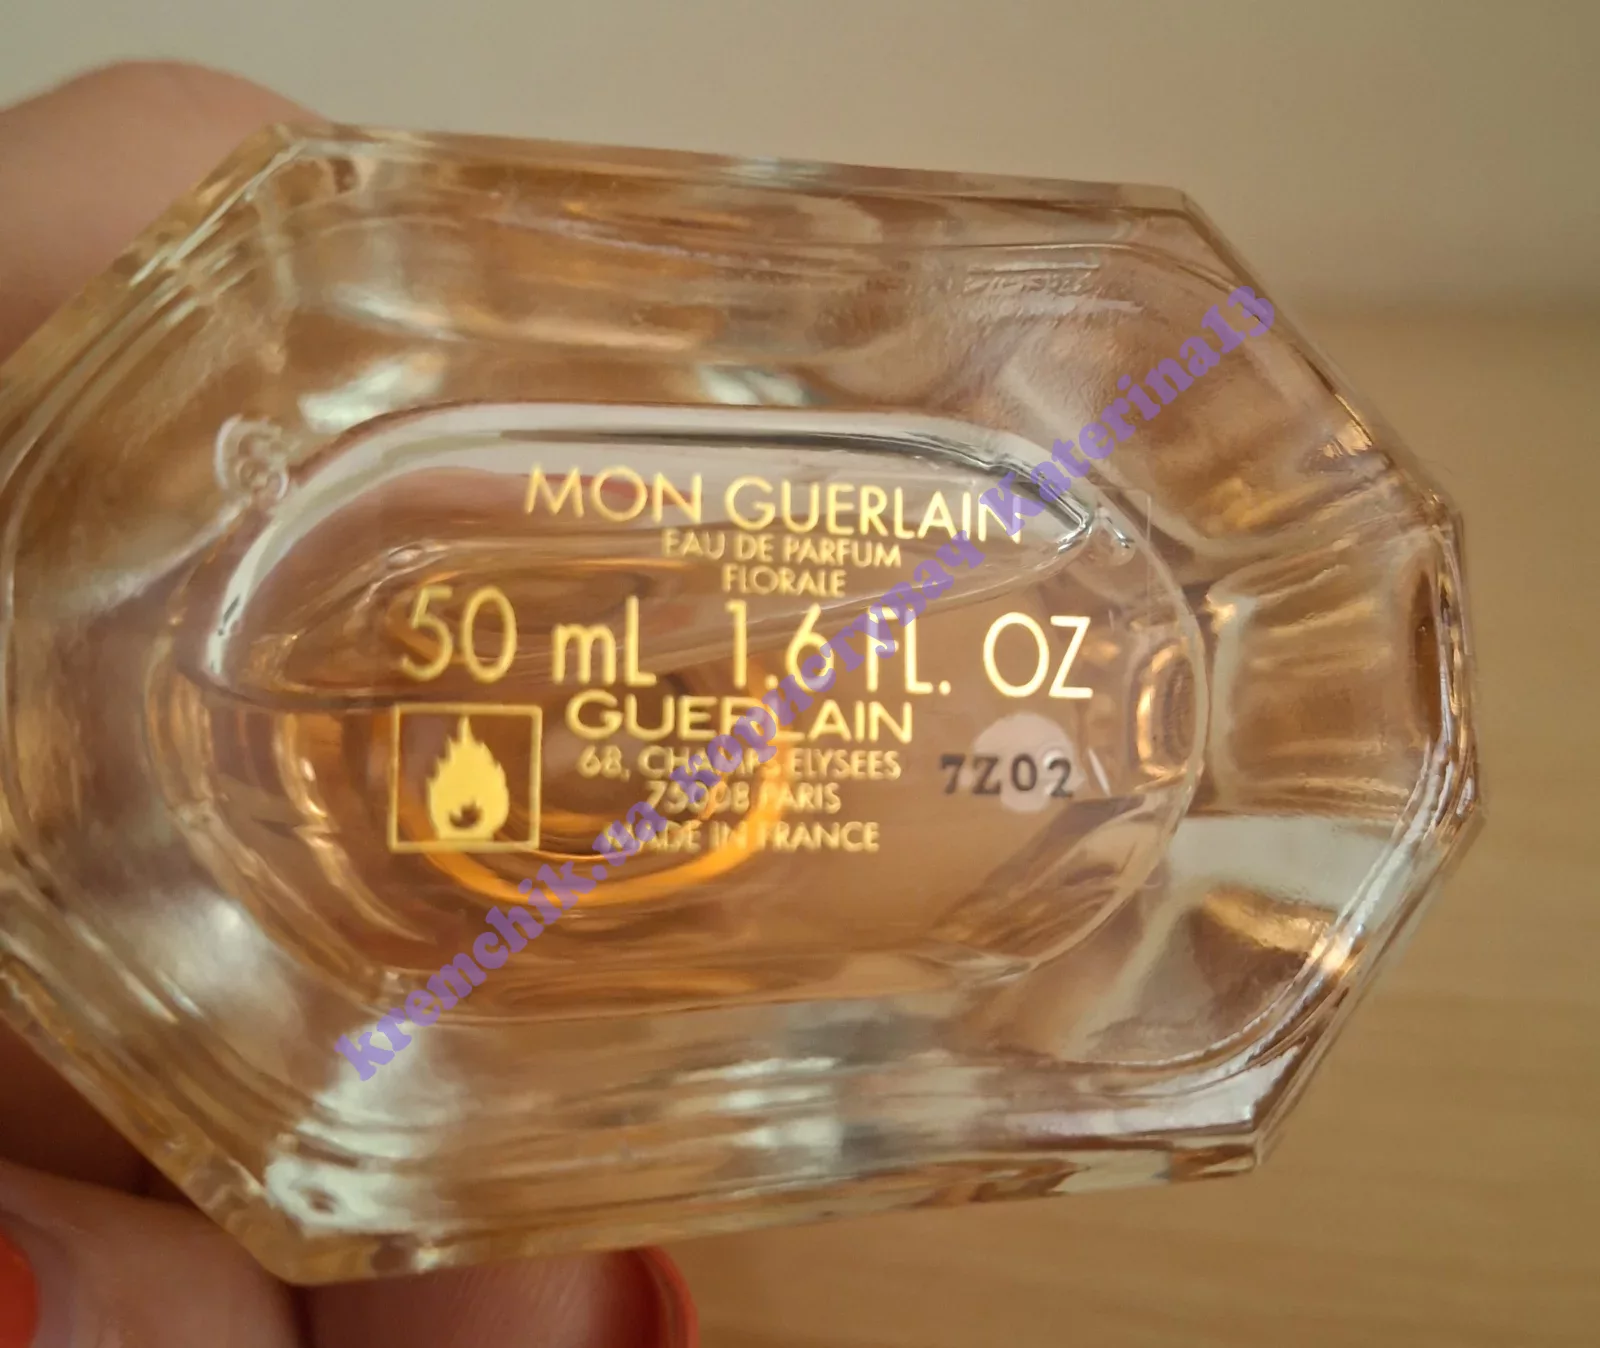 MON GUERLAIN
EAU DE PARFUM
FLORALE
50 mL 1.6 FL. OZ
GUERLAIN
68, CHAMPS ELYSEES
75008 PARIS
MADE IN FRANCE
7Z02
kremchik.ua користувач Katerina13